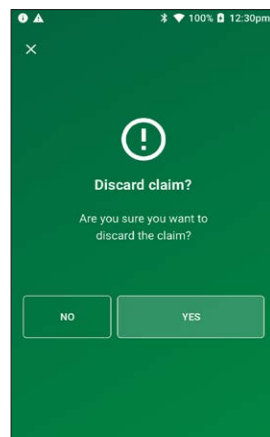 100% 12:30pm
Discard claim?
Are you sure you want to
discard the claim?
NO YES